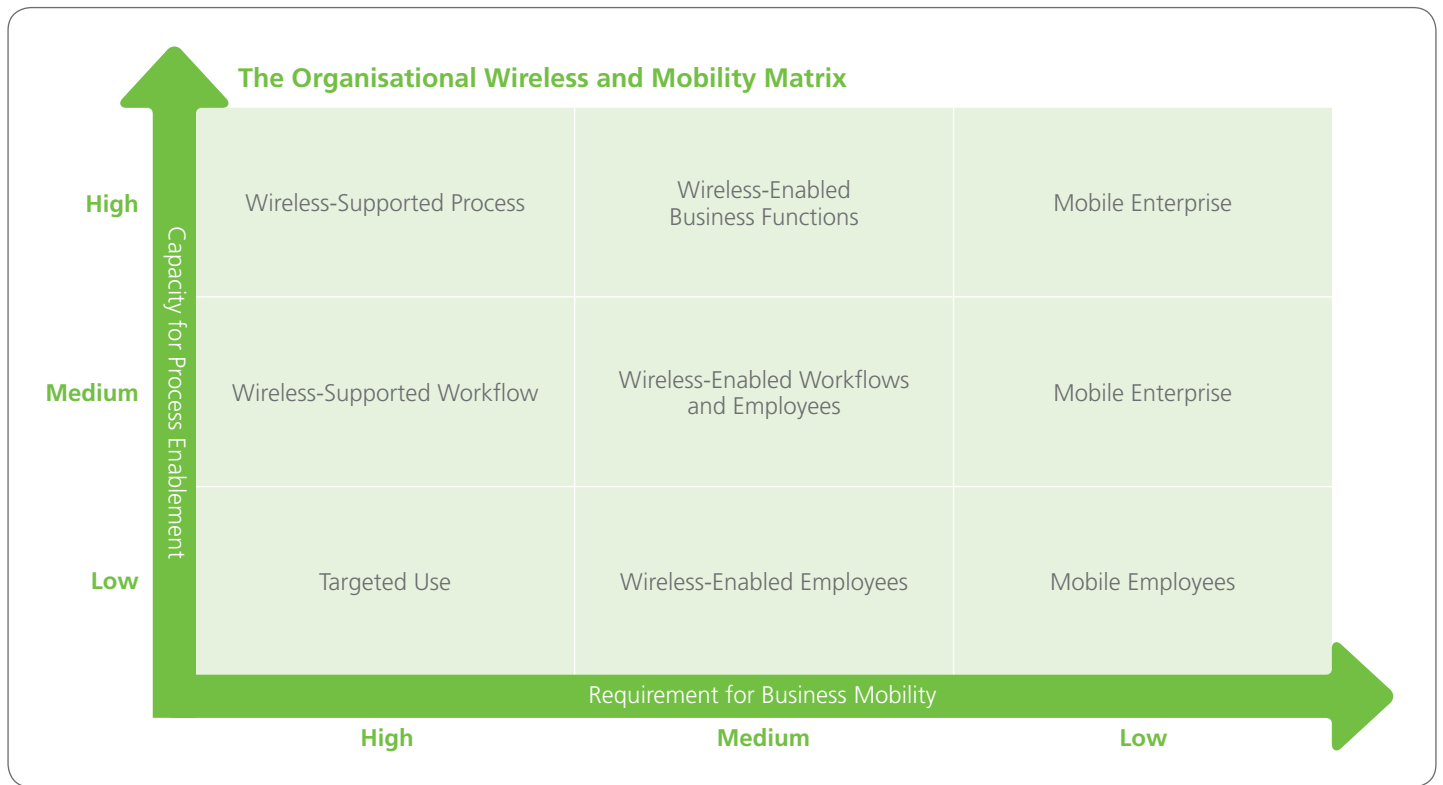 The Organisational Wireless and Mobility Matrix
High
Wireless-Supported Process
Wireless-Enabled
Business Functions
Mobile Enterprise
Capacity for Process Enablement
Medium
Wireless-Supported Workflow
Wireless-Enabled Workflows
and Employees
Mobile Enterprise
Low
Targeted Use
Wireless-Enabled Employees
Mobile Employees
Requirement for Business Mobility
High
Medium
Low